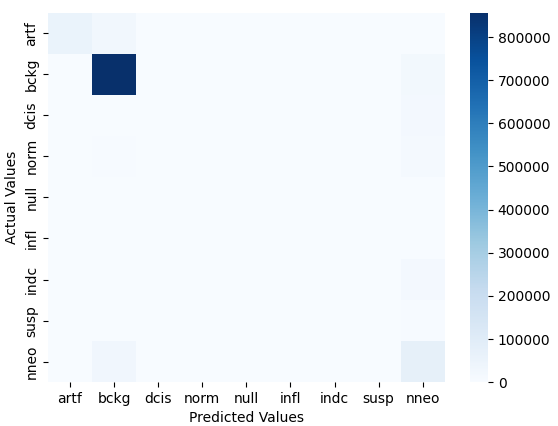 Actual Values
artf
bckg
dcis
norm
null
infl
indc
susp
nneo
artf bckg dcis norm null infl indc susp nneo
Predicted Values
800000
700000
600000
500000
400000
300000
200000
100000
0